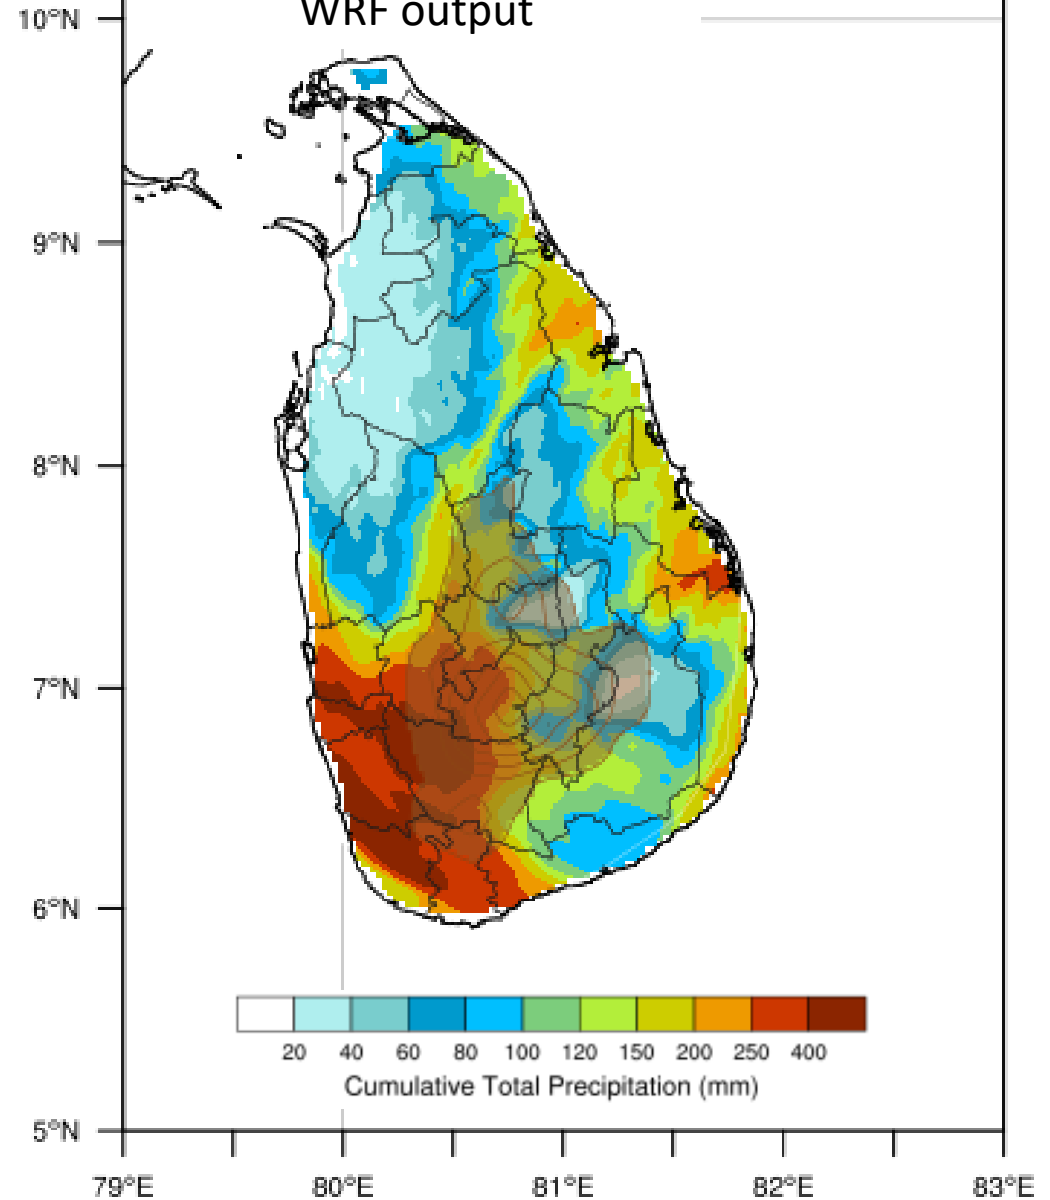 WRF output
10°N
9°N
8°N
7°N
6°N
20 40 60 80 100 120 150 200 250 400
Cumulative Total Precipitation (mm)
5°N
79°E 80°E 81°E 82°E 83°E